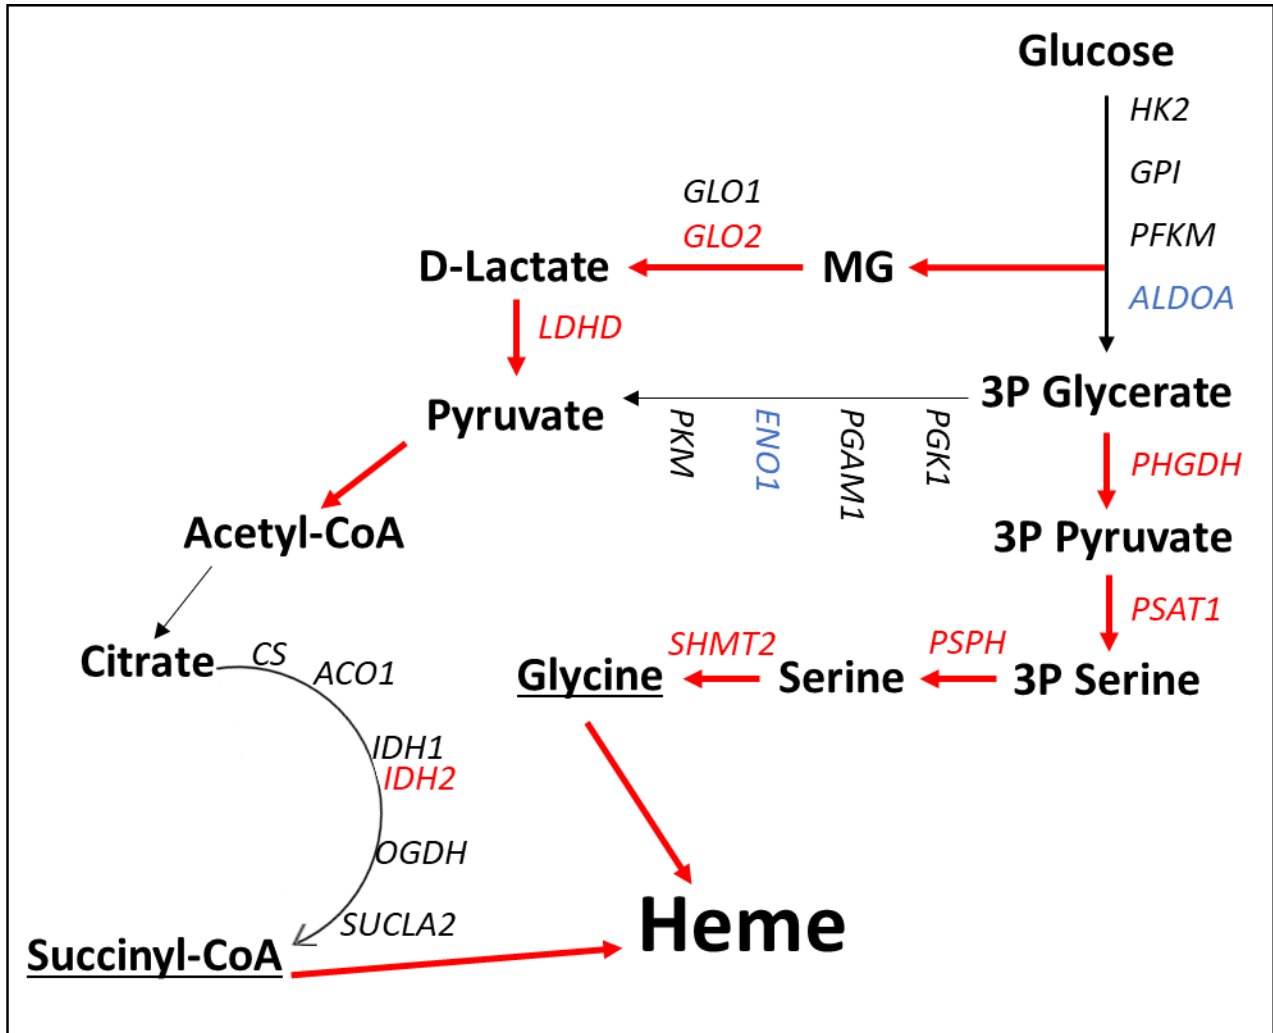 Glucose
HK2
GPI
PFKM
ALDOA
GLO1
GLO2
D-Lactate
MG
LDHD
Pyruvate
3P Glycerate
PKM
ENO1
PGAM1
PGK1
PHGDH
Acetyl-CoA
3P Pyruvate
PSAT1
Citrate
CS
ACO1
IDH1
IDH2
OGDH
SUCLA2
Succinyl-CoA
Glycine
SHMT2
Serine
PSPH
3P Serine
Heme